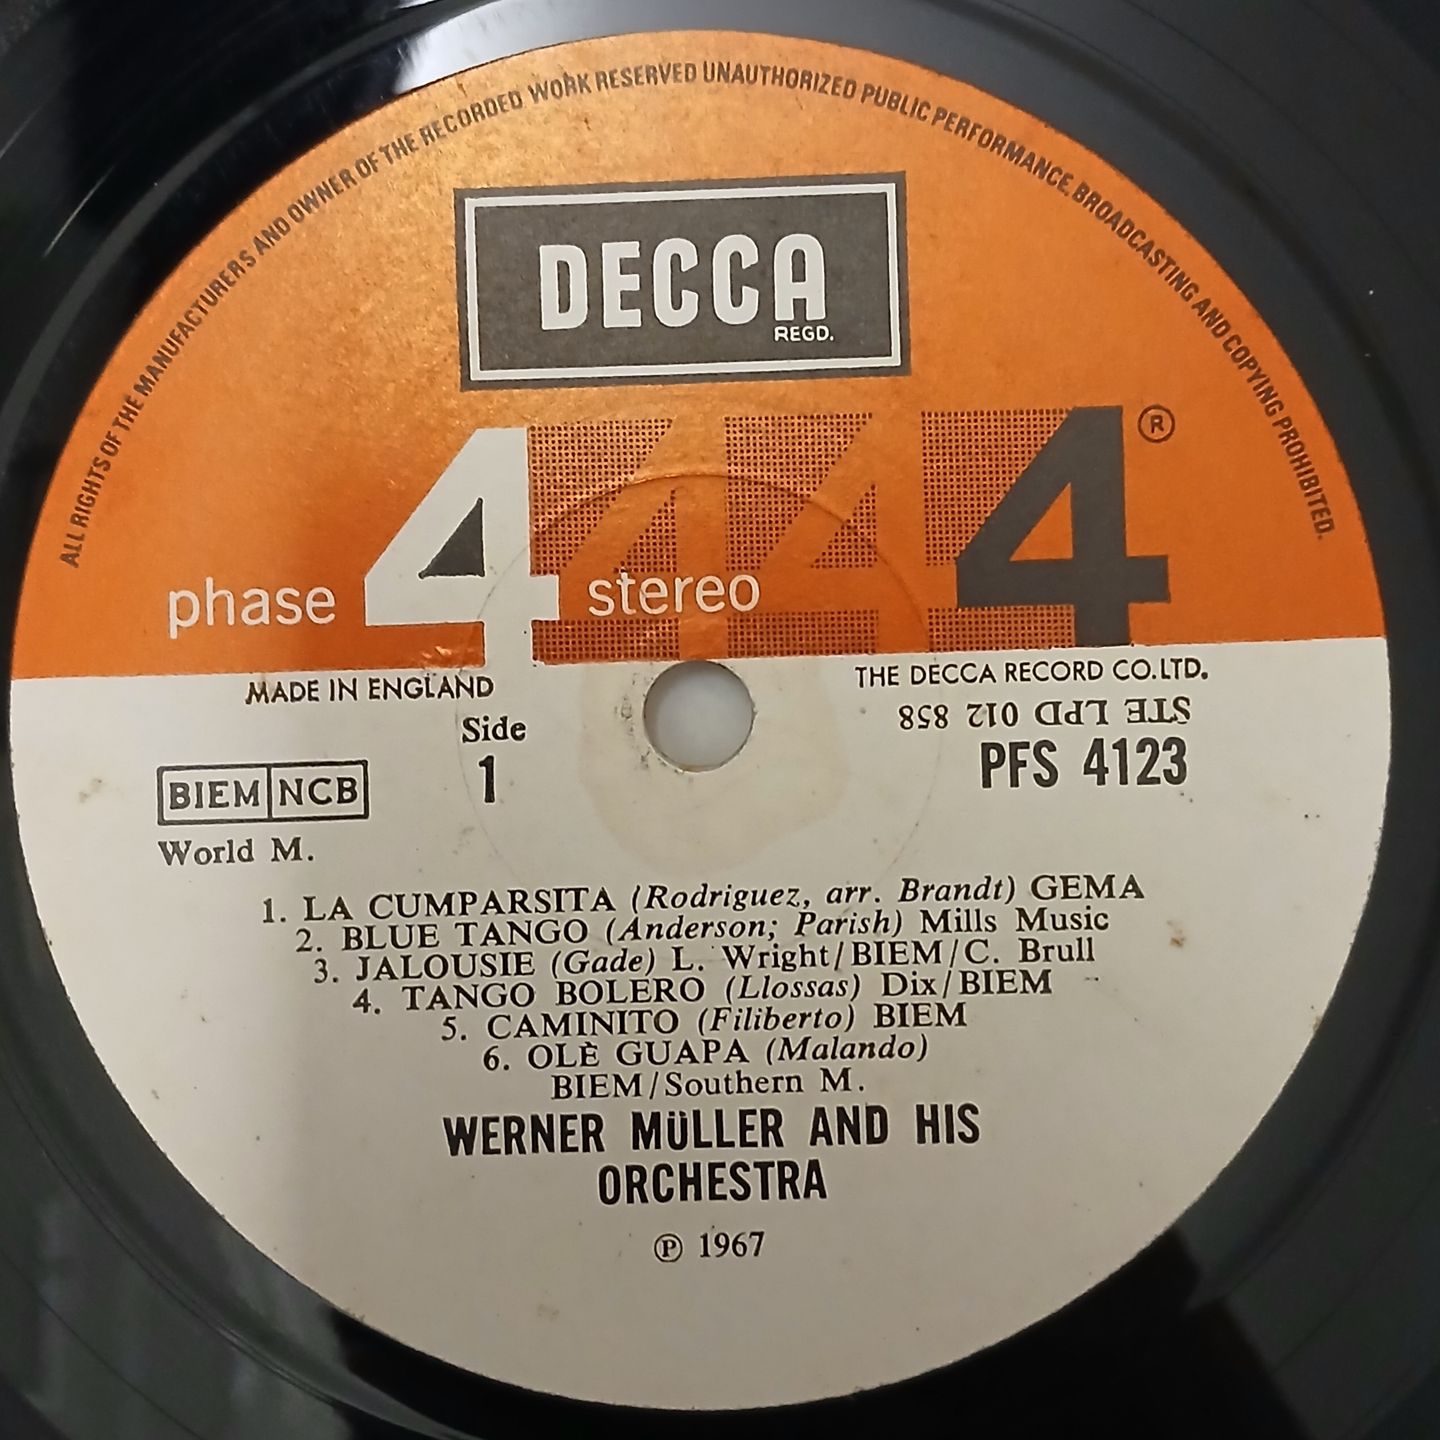 ALL RIGHTS OF THE MANUFACTURERS AND OWNER OF THE RECORDED WORK RESERVED UNAUTHORIZED PUBLIC PERFORMANCE, BROADCASTING AND COPYING PROHIBITED.
DECCA
REGD.
4 ®
phase 4 stereo
MADE IN ENGLAND
THE DECCA RECORD CO.LTD.
STE LPD 012 858
Side
1
PFS 4123
BIEM NCB
World M.
1. LA CUMPARSITA (Rodriguez, arr. Brandt) GEMA
2. BLUE TANGO (Anderson; Parish) Mills Music
3. JALOUSIE (Gade) L. Wright/BIEM/C. Brull
4. TANGO BOLERO (Llossas) Dix/BIEM
5. CAMINITO (Filiberto) BIEM
6. OLÈ GUAPA (Malando)
BIEM/Southern M.
WERNER MÜLLER AND HIS
ORCHESTRA
℗ 1967